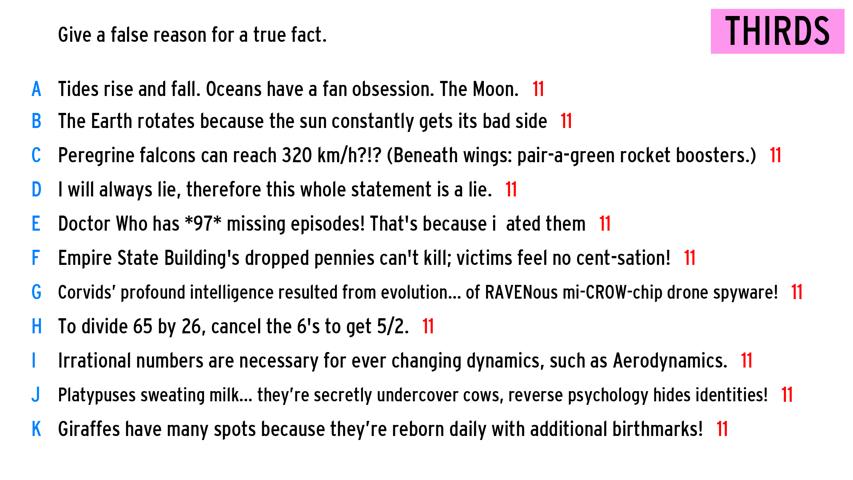 Give a false reason for a true fact.
THIRDS
A Tides rise and fall. Oceans have a fan obsession. The Moon. 11
B The Earth rotates because the sun constantly gets its bad side 11
C Peregrine falcons can reach 320 km/h?!? (Beneath wings: pair-a-green rocket boosters.) 11
D I will always lie, therefore this whole statement is a lie. 11
E Doctor Who has *97* missing episodes! That's because i  ated them 11
F Empire State Building's dropped pennies can't kill; victims feel no cent-sation! 11
G Corvids’ profound intelligence resulted from evolution... of RAVENous mi-CROW-chip drone spyware! 11
H To divide 65 by 26, cancel the 6's to get 5/2. 11
I Irrational numbers are necessary for ever changing dynamics, such as Aerodynamics. 11
J Platypuses sweating milk... they’re secretly undercover cows, reverse psychology hides identities! 11
K Giraffes have many spots because they’re reborn daily with additional birthmarks! 11